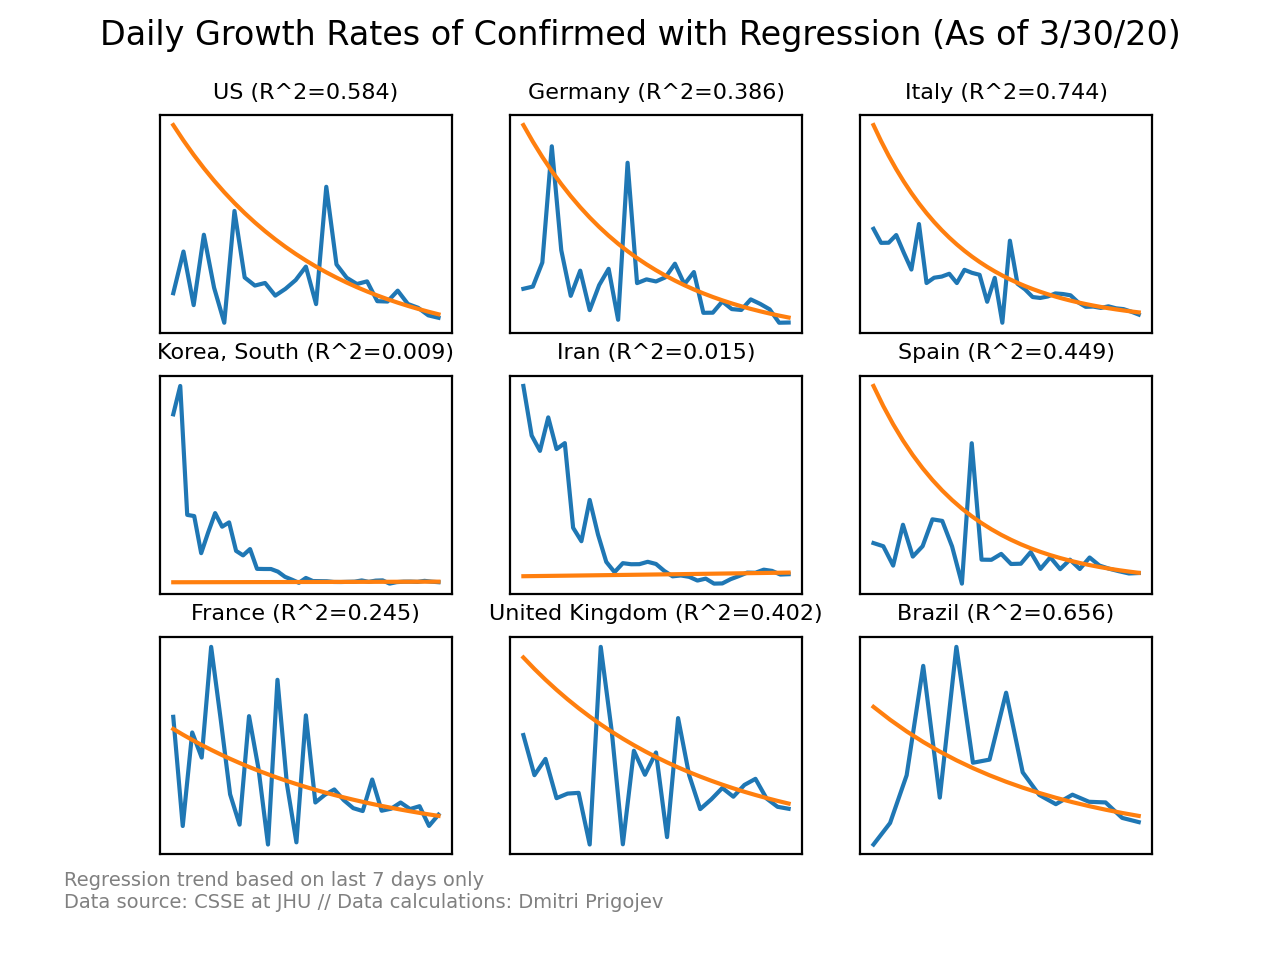 Daily Growth Rates of Confirmed with Regression (As of 3/30/20)
US (R^2=0.584)
Germany (R^2=0.386)
Italy (R^2=0.744)
Korea, South (R^2=0.009)
Iran (R^2=0.015)
Spain (R^2=0.449)
France (R^2=0.245)
United Kingdom (R^2=0.402)
Brazil (R^2=0.656)
Regression trend based on last 7 days only
Data source: CSSE at JHU // Data calculations: Dmitri Prigojev